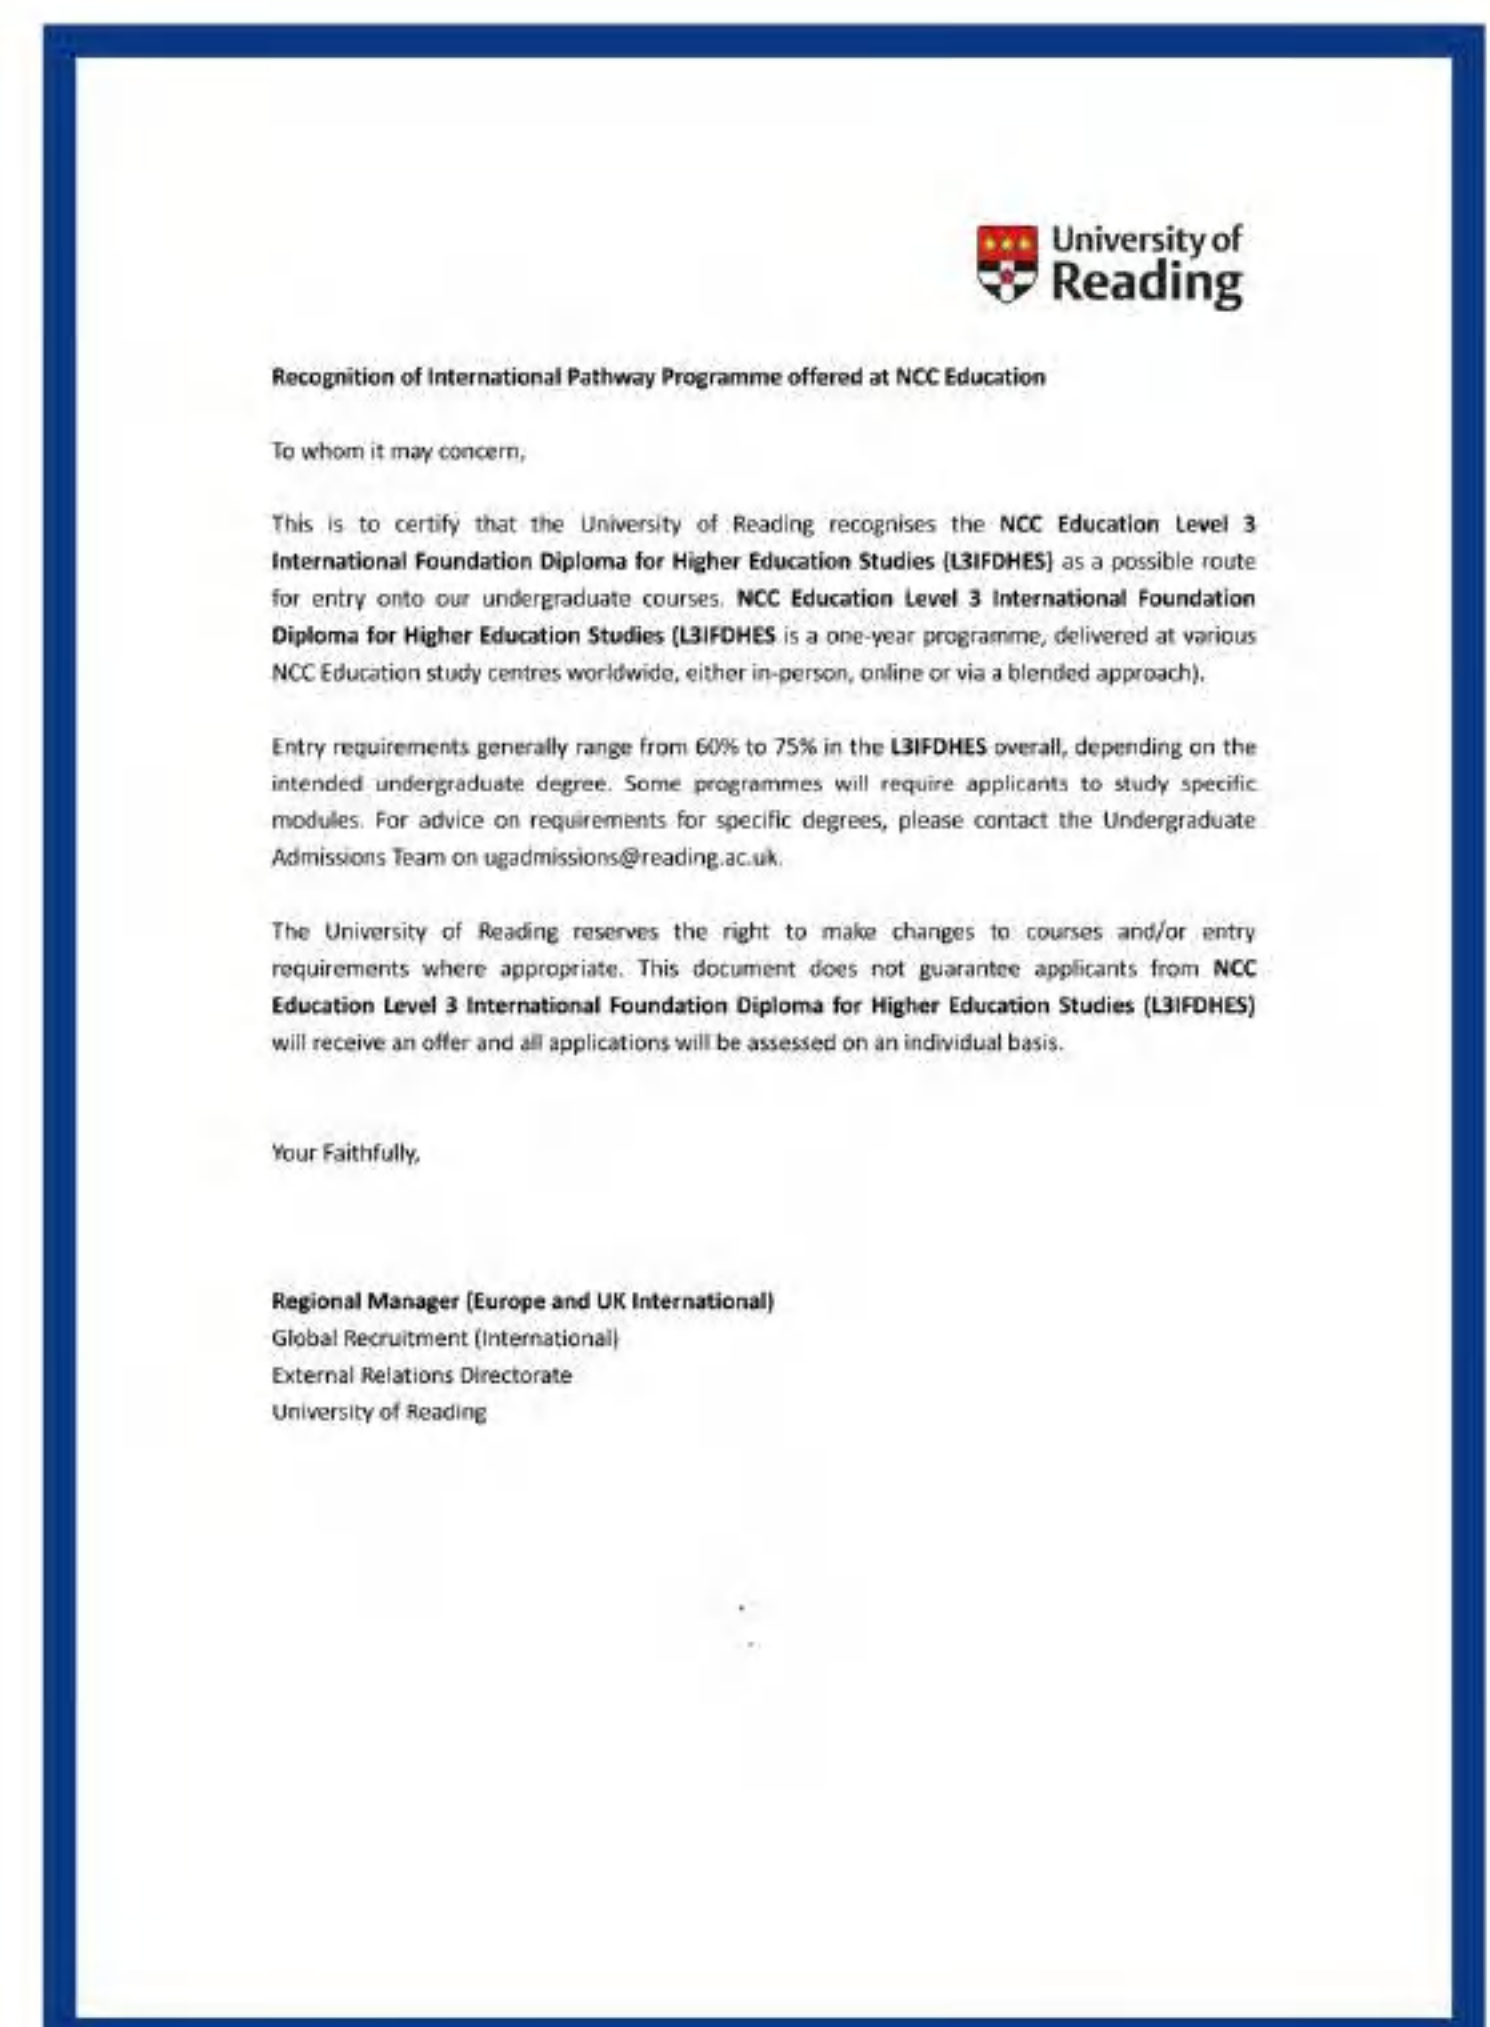 University of
Reading
Recognition of International Pathway Programme offered at NCC Education
To whom it may concern,
This is to certify that the University of Reading recognises the NCC Education Level 3
International Foundation Diploma for Higher Education Studies (L3IFDHES) as a possible route
for entry onto our undergraduate courses. NCC Education Level 3 International Foundation
Diploma for Higher Education Studies (L3IFDHES is a one-year programme, delivered at various
NCC Education study centres worldwide, either in-person, online or via a blended approach).
Entry requirements generally range from 60% to 75% in the L3IFDHES overall, depending on the
intended undergraduate degree. Some programmes will require applicants to study specific
modules. For advice on requirements for specific degrees, please contact the Undergraduate
Admissions Team on ugadmissions@reading.ac.uk.
The University of Reading reserves the right to make changes to courses and/or entry
requirements where appropriate. This document does not guarantee applicants from NCC
Education Level 3 International Foundation Diploma for Higher Education Studies (L3IFDHES)
will receive an offer and all applications will be assessed on an individual basis.
Your Faithfully,
Regional Manager (Europe and UK International)
Global Recruitment (International)
External Relations Directorate
University of Reading